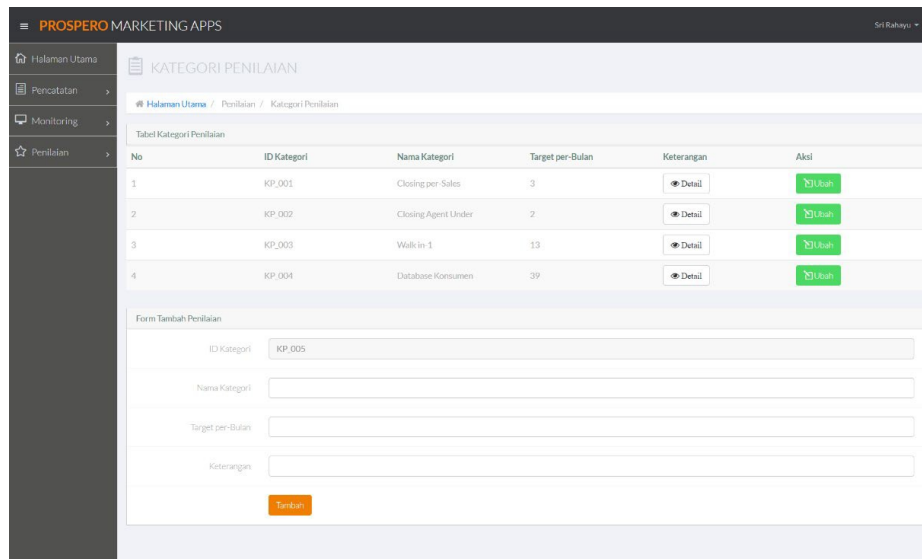 PROSPERO MARKETING APPS
Sri Rahayu
Halaman Utama
Pencatatan
Monitoring
Penilaian
KATEGORI PENILAIAN
Halaman Utama / Penilaian / Kategori Penilaian
Tabel Kategori Penilaian
No ID Kategori Nama Kategori Target per-Bulan Keterangan Aksi
1 KP_001 Closing per-Sales 3 Detail Ubah
2 KP_002 Closing Agent Under 2 Detail Ubah
3 KP_003 Walk in-1 13 Detail Ubah
4 KP_004 Database Konsumen 39 Detail Ubah
Form Tambah Penilaian
ID Kategori KP_005
Nama Kategori
Target per-Bulan
Keterangan
Tambah